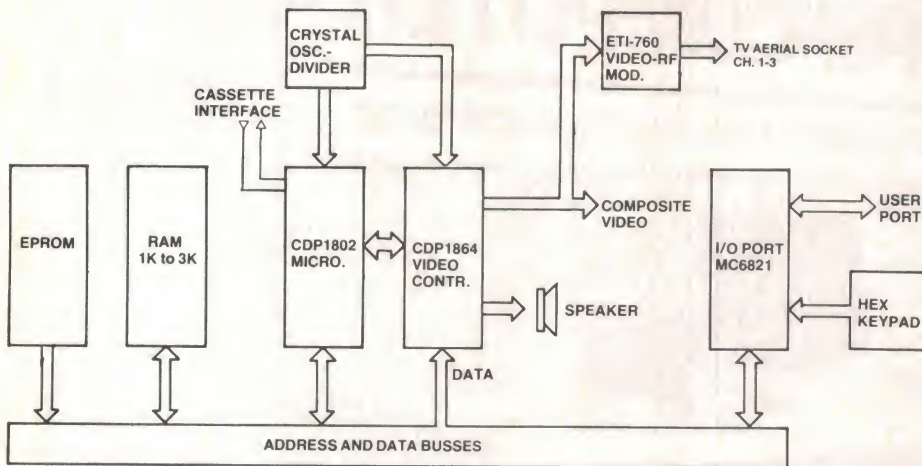 CRYSTAL
OSC.-
DIVIDER
ETI-760
VIDEO-RF
MOD.
TV AERIAL SOCKET
CH. 1-3
CASSETTE
INTERFACE
EPROM
RAM
1K to 3K
CDP1802
MICRO.
CDP1864
VIDEO
CONTR.
COMPOSITE
VIDEO
SPEAKER
I/O PORT
MC6821
USER
PORT
HEX
KEYPAD
DATA
ADDRESS AND DATA BUSSES